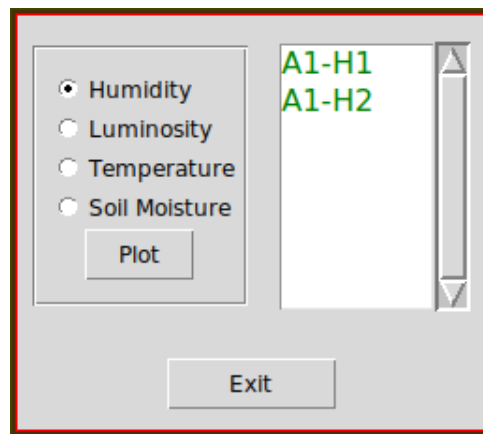 Humidity
Luminosity
Temperature
Soil Moisture
Plot
A1-H1
A1-H2
Exit